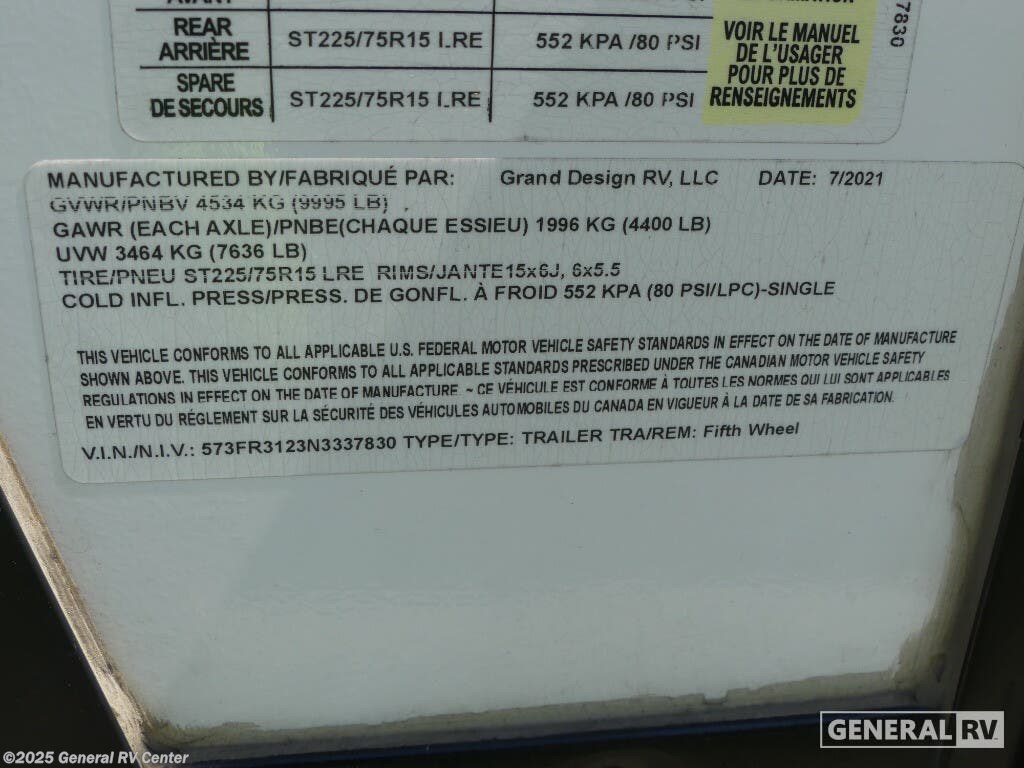 REAR
ARRIÈRE
ST225/75R15 LRE
552 KPA /80 PSI
SPARE
DE SECOURS
ST225/75R15 LRE
552 KPA /80 PSI
VOIR LE MANUEL
DE L'USAGER
POUR PLUS DE
RENSEIGNEMENTS
7830
MANUFACTURED BY/FABRIQUÉ PAR: Grand Design RV, LLC DATE: 7/2021
GVWR/PNBV 4534 KG (9995 LB)
GAWR (EACH AXLE)/PNBE(CHAQUE ESSIEU) 1996 KG (4400 LB)
UVW 3464 KG (7636 LB)
TIRE/PNEU ST225/75R15 LRE RIMS/JANTE15x6J, 6x5.5
COLD INFL. PRESS/PRESS. DE GONFL. À FROID 552 KPA (80 PSI/LPC)-SINGLE
THIS VEHICLE CONFORMS TO ALL APPLICABLE U.S. FEDERAL MOTOR VEHICLE SAFETY STANDARDS IN EFFECT ON THE DATE OF MANUFACTURE
SHOWN ABOVE. THIS VEHICLE CONFORMS TO ALL APPLICABLE STANDARDS PRESCRIBED UNDER THE CANADIAN MOTOR VEHICLE SAFETY
REGULATIONS IN EFFECT ON THE DATE OF MANUFACTURE. ~ CE VÉHICULE EST CONFORME À TOUTES LES NORMES QUI LUI SONT APPLICABLES
EN VERTU DU RÉGLEMENT SUR LA SÉCURITÉ DES VÉHICULES AUTOMOBILES DU CANADA EN VIGUEUR À LA DATE DE SA FABRICATION.
V.I.N./N.I.V.: 573FR3123N3337830 TYPE/TYPE: TRAILER TRA/REM: Fifth Wheel
GENERAL RV
©2025 General RV Center